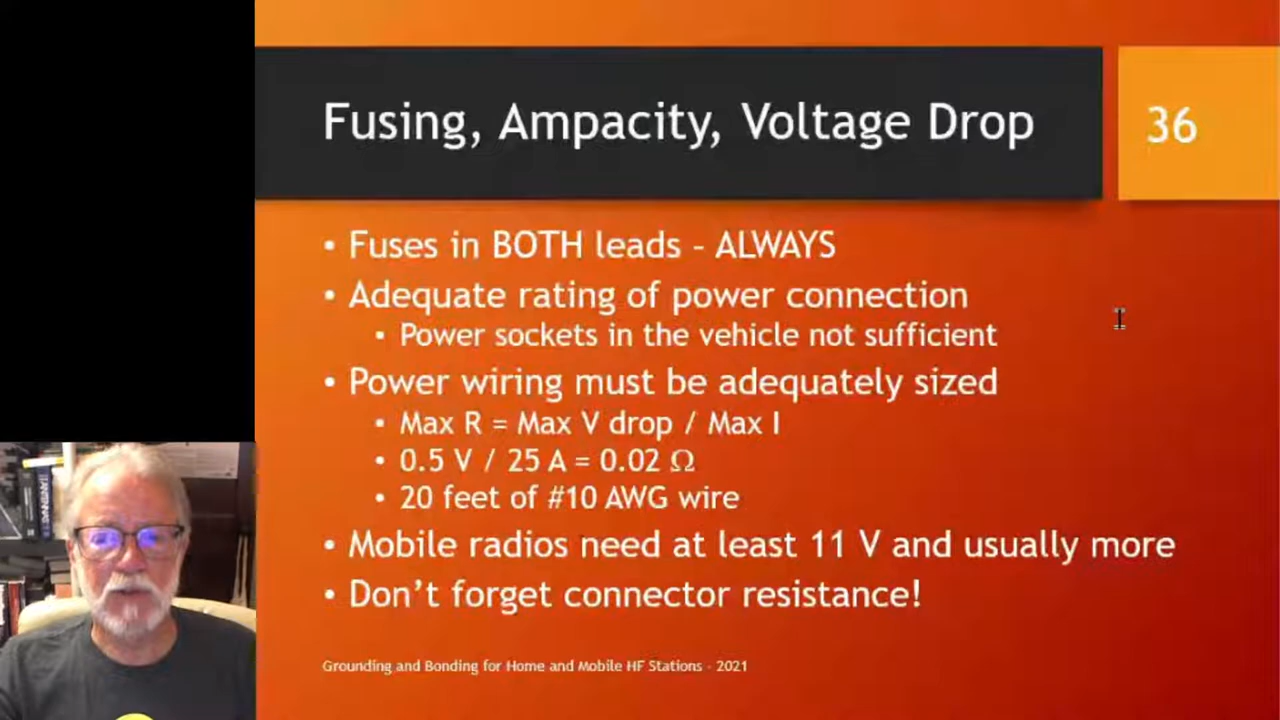 Fusing, Ampacity, Voltage Drop
36
• Fuses in BOTH leads – ALWAYS
• Adequate rating of power connection
• Power sockets in the vehicle not sufficient
• Power wiring must be adequately sized
• Max R = Max V drop / Max I
• 0.5 V / 25 A = 0.02 Ω
• 20 feet of #10 AWG wire
• Mobile radios need at least 11 V and usually more
• Don’t forget connector resistance!
Grounding and Bonding for Home and Mobile HF Stations - 2021